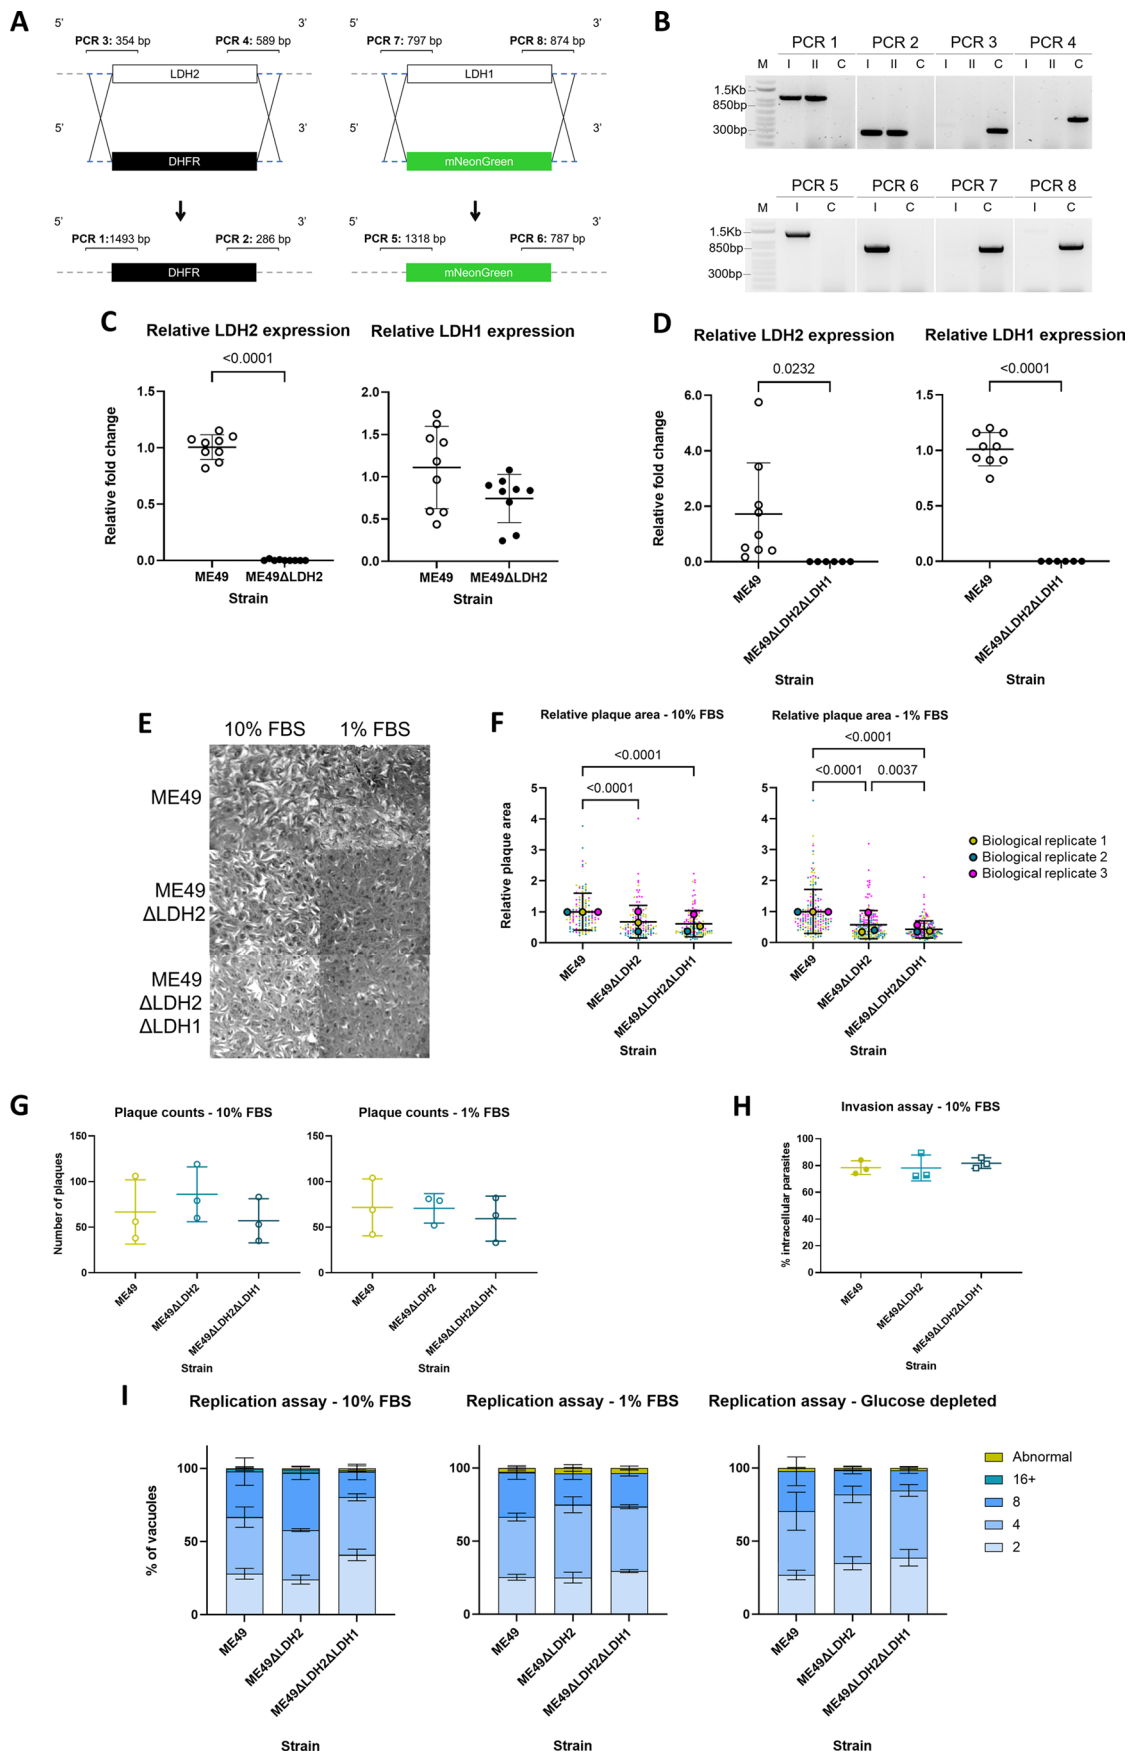 A
5'
3'
5'
3'
PCR 3: 354 bp
PCR 4: 589 bp
PCR 7: 797 bp
PCR 8: 874 bp
LDH2
LDH1
5'
3'
5'
3'
DHFR
mNeonGreen
5'
3'
5'
3'
PCR 1:1493 bp
PCR 2: 286 bp
PCR 5: 1318 bp
PCR 6: 787 bp
DHFR
mNeonGreen
B
PCR 1
PCR 2
PCR 3
PCR 4
M
I
II
C
I
II
C
I
II
C
I
II
C
1.5Kb
850bp
300bp
PCR 5
PCR 6
PCR 7
PCR 8
M
I
C
I
C
I
C
I
C
1.5Kb
850bp
300bp
C
Relative LDH2 expression
<0.0001
Relative fold change
1.5
1.0
0.5
0.0
ME49
ME49ΔLDH2
Strain
Relative LDH1 expression
2.0
1.5
1.0
0.5
0.0
ME49
ME49ΔLDH2
Strain
D
Relative LDH2 expression
0.0232
Relative fold change
6.0
4.0
2.0
0.0
ME49
ME49ΔLDH2ΔLDH1
Strain
Relative LDH1 expression
<0.0001
1.5
1.0
0.5
0.0
ME49
ME49ΔLDH2ΔLDH1
Strain
E
10% FBS
1% FBS
ME49
ME49
ΔLDH2
ME49
ΔLDH2
ΔLDH1
F
Relative plaque area - 10% FBS
<0.0001
<0.0001
Relative plaque area
5
4
3
2
1
0
ME49
ME49ΔLDH2
ME49ΔLDH2ΔLDH1
Strain
Relative plaque area - 1% FBS
<0.0001
<0.0001
0.0037
5
4
3
2
1
0
ME49
ME49ΔLDH2
ME49ΔLDH2ΔLDH1
Strain
Biological replicate 1
Biological replicate 2
Biological replicate 3
G
Plaque counts - 10% FBS
Number of plaques
150
100
50
0
ME49
ME49ΔLDH2
ME49ΔLDH2ΔLDH1
Strain
Plaque counts - 1% FBS
150
100
50
0
ME49
ME49ΔLDH2
ME49ΔLDH2ΔLDH1
Strain
H
Invasion assay - 10% FBS
% intracellular parasites
100
80
60
40
20
0
ME49
ME49ΔLDH2
ME49ΔLDH2ΔLDH1
Strain
I
Replication assay - 10% FBS
% of vacuoles
100
50
0
ME49
ME49ΔLDH2
ME49ΔLDH2ΔLDH1
Strain
Replication assay - 1% FBS
100
50
0
ME49
ME49ΔLDH2
ME49ΔLDH2ΔLDH1
Strain
Replication assay - Glucose depleted
100
50
0
ME49
ME49ΔLDH2
ME49ΔLDH2ΔLDH1
Strain
Abnormal
16+
8
4
2